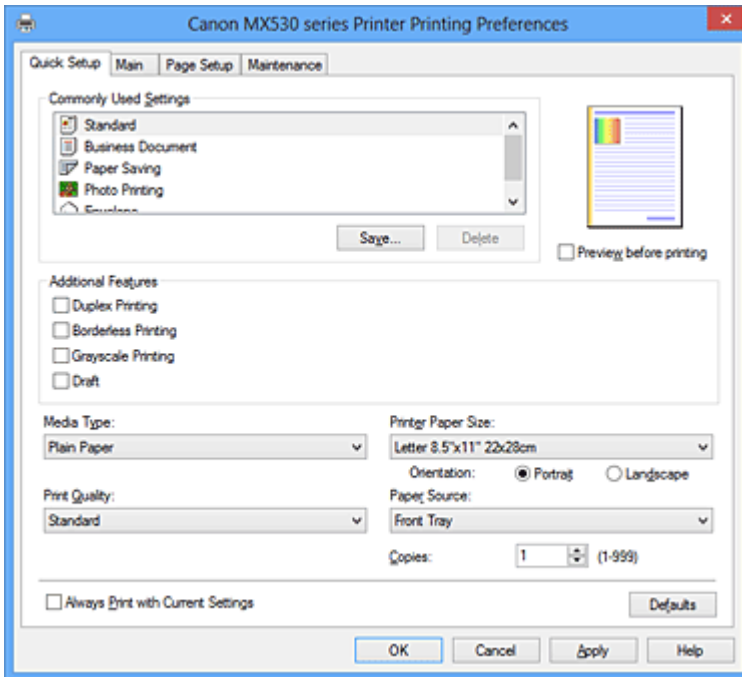 Canon MX530 series Printer Printing Preferences
Quick Setup Main Page Setup Maintenance
Commonly Used Settings
Standard
Business Document
Paper Saving
Photo Printing
Envelope
Save... Delete
Preview before printing
Additional Features
Duplex Printing
Borderless Printing
Grayscale Printing
Draft
Media Type: Printer Paper Size:
Plain Paper Letter 8.5"x11" 22x28cm
Orientation: Portrait Landscape
Print Quality: Paper Source:
Standard Front Tray
Copies: 1 (1-999)
Always Print with Current Settings Defaults
OK Cancel Apply Help